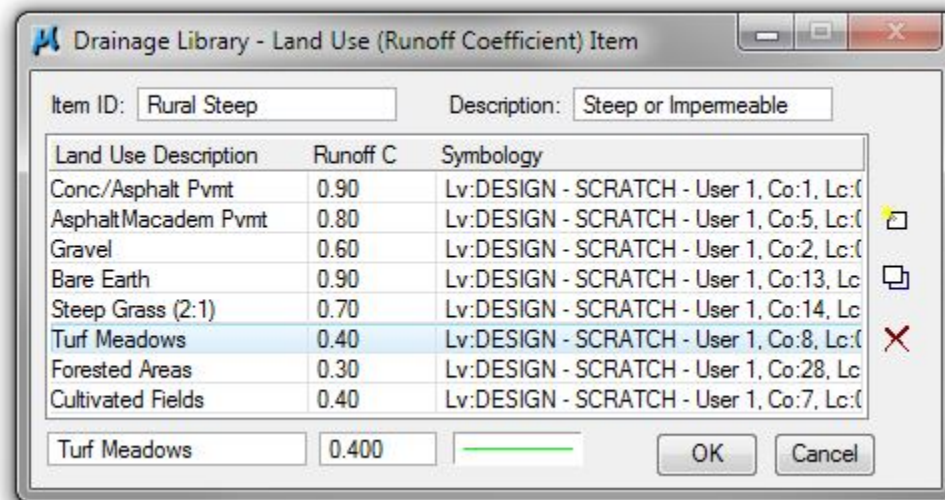 Drainage Library - Land Use (Runoff Coefficient) Item
Item ID: Rural Steep Description: Steep or Impermeable
Land Use Description Runoff C Symbology
Conc/Asphalt Pvmt 0.90 Lv:DESIGN - SCRATCH - User 1, Co:1, Lc:0
AsphaltMacadem Pvmt 0.80 Lv:DESIGN - SCRATCH - User 1, Co:5, Lc:0
Gravel 0.60 Lv:DESIGN - SCRATCH - User 1, Co:2, Lc:0
Bare Earth 0.90 Lv:DESIGN - SCRATCH - User 1, Co:13, Lc
Steep Grass (2:1) 0.70 Lv:DESIGN - SCRATCH - User 1, Co:14, Lc
Turf Meadows 0.40 Lv:DESIGN - SCRATCH - User 1, Co:8, Lc:0
Forested Areas 0.30 Lv:DESIGN - SCRATCH - User 1, Co:28, Lc
Cultivated Fields 0.40 Lv:DESIGN - SCRATCH - User 1, Co:7, Lc:0
Turf Meadows 0.400 OK Cancel